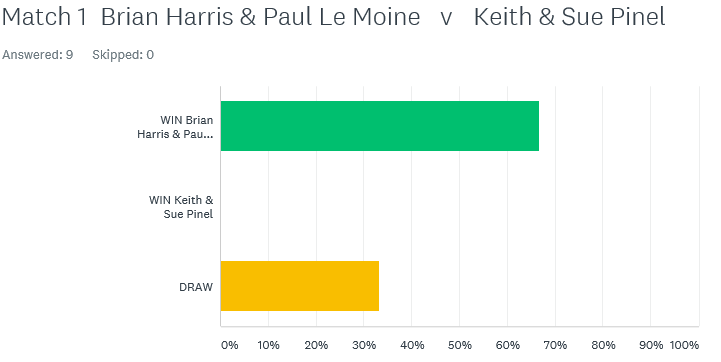 Match 1  Brian Harris & Paul Le Moine   v   Keith & Sue Pinel
Answered: 9   Skipped: 0
WIN Brian
Harris & Pau...
WIN Keith &
Sue Pinel
DRAW
0% 10% 20% 30% 40% 50% 60% 70% 80% 90% 100%